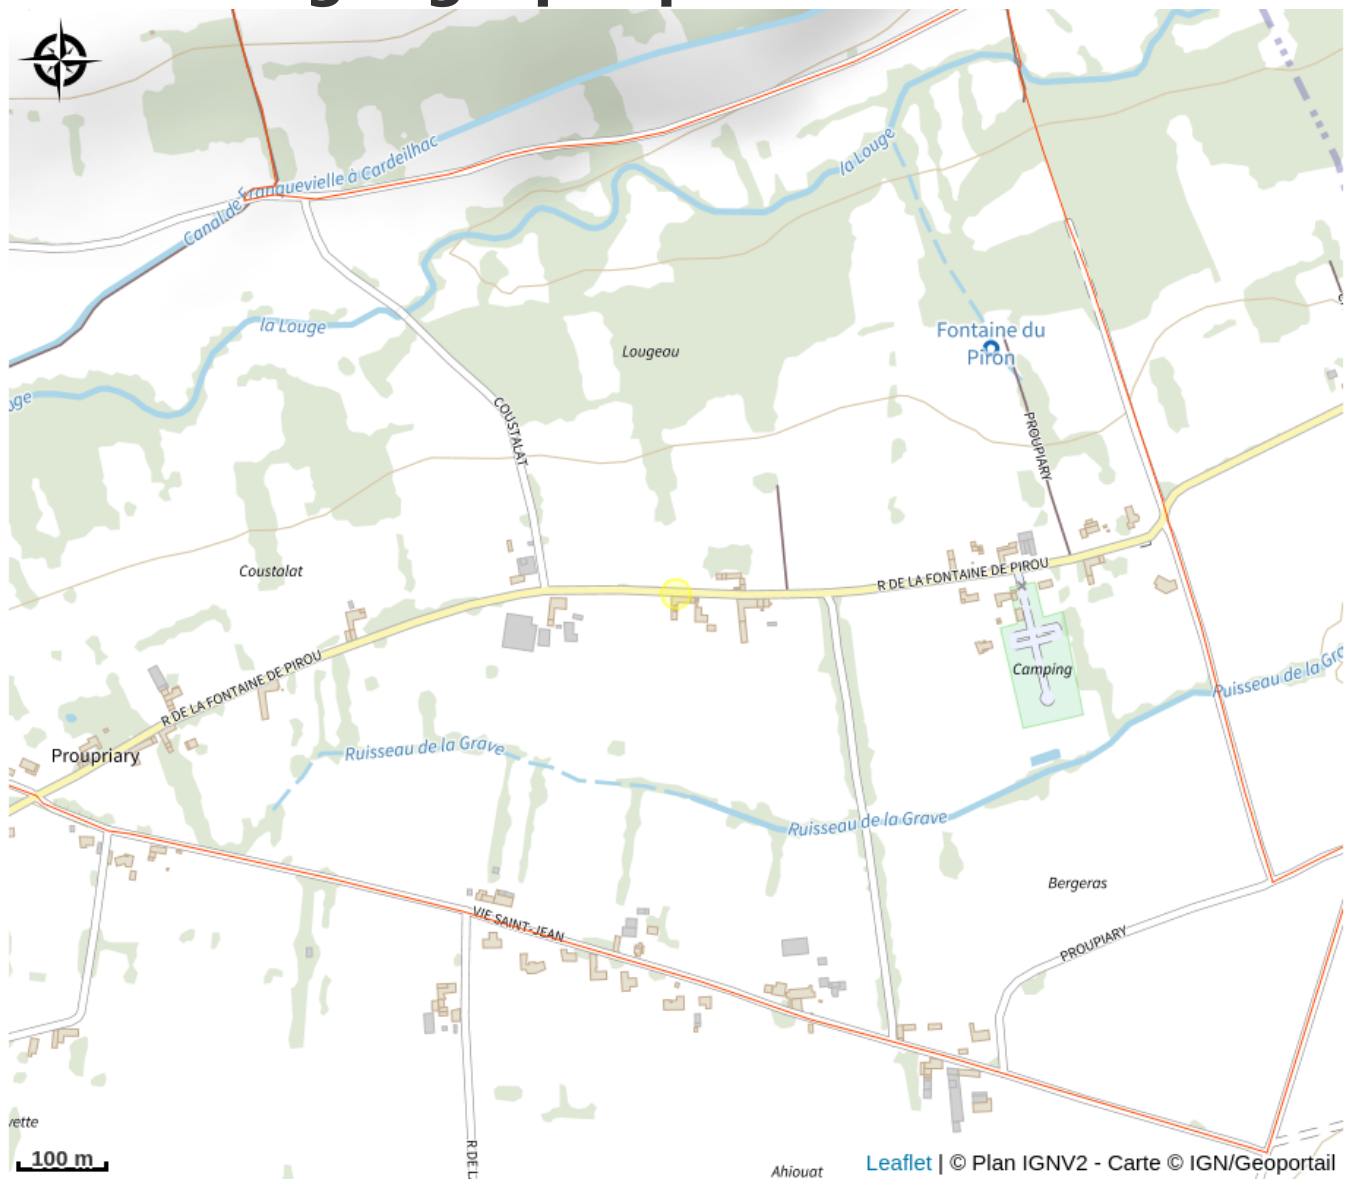 Canal de Franquevielle à Cardeilhac
la Louge
la Louge
Fontaine du
Piron
Lougeau
COUSTALAT
PROUPIARY
Coustalat
R DE LA FONTAINE DE PIROU
R DE LA FONTAINE DE PIROU
Camping
Proupriary
Ruisseau de la Grave
Ruisseau de la Grave
Ruisseau de la Gra
Bergeras
VIE SAINT-JEAN
PROUPIARY
R DE L
Ahiouat
100 m
Leaflet | © Plan IGNV2 - Carte © IGN/Geoportail